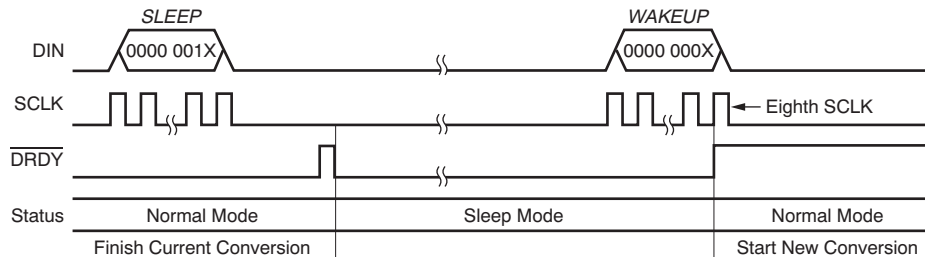 SLEEP WAKEUP
DIN 0000 001X 0000 000X
SCLK Eighth SCLK
DRDY
Status Normal Mode Sleep Mode Normal Mode
Finish Current Conversion Start New Conversion